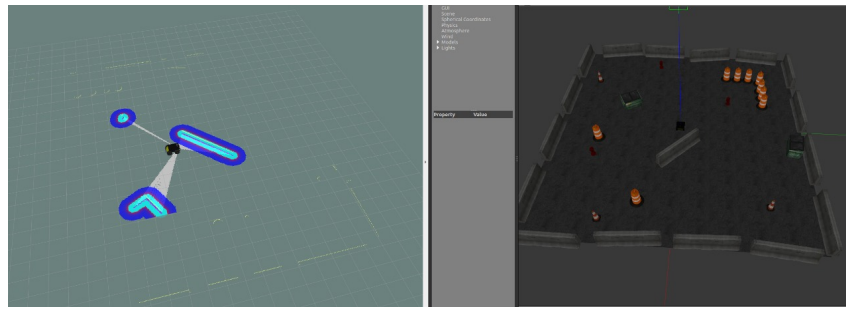 GUI
Scene
Spherical Coordinates
Physics
Atmosphere
Wind
Models
Lights
Property Value